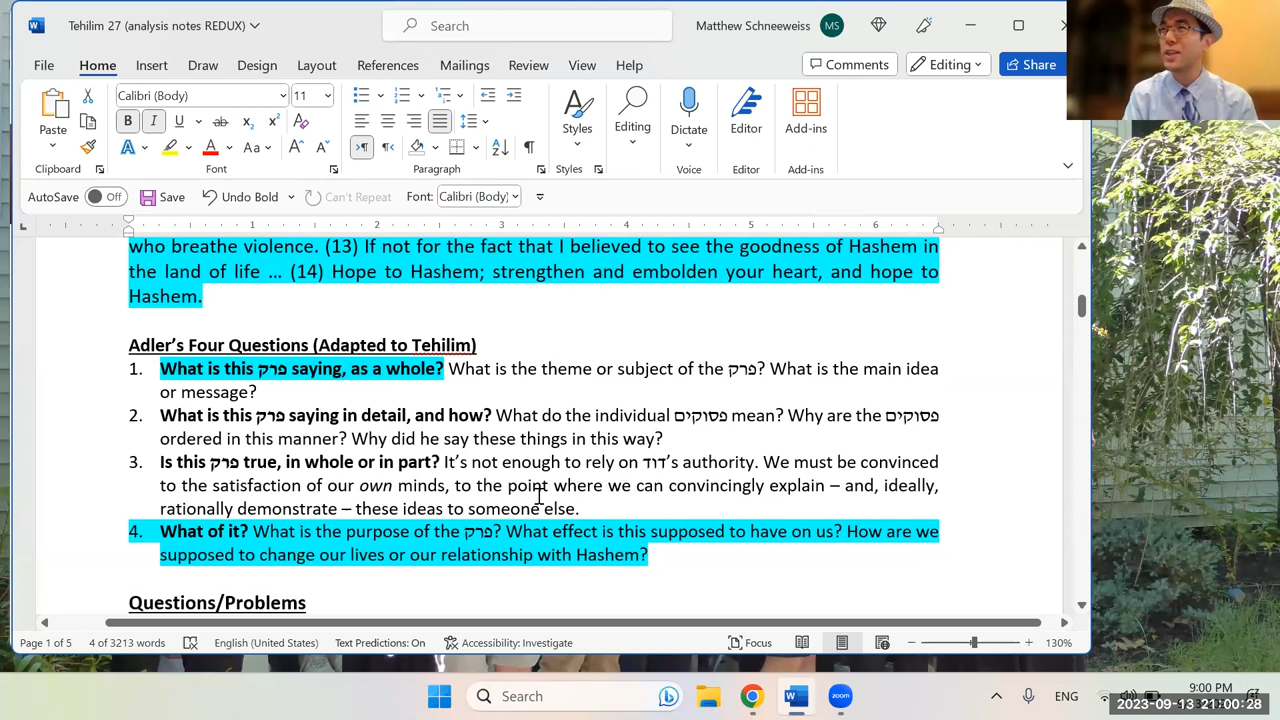 Tehilim 27 (analysis notes REDUX)
Search
Matthew Schneeweiss
MS
File Home Insert Draw Design Layout References Mailings Review View Help
Comments
Editing
Share
Calibri (Body)
11
Paste
Styles
Editing
Dictate
Editor
Add-ins
Clipboard
Font
Paragraph
Styles
Voice
Editor
Add-ins
AutoSave Off Save Undo Bold Can't Repeat Font: Calibri (Body)
1 2 3 4 5 6
who breathe violence. (13) If not for the fact that I believed to see the goodness of Hashem in
the land of life … (14) Hope to Hashem; strengthen and embolden your heart, and hope to
Hashem.
Adler’s Four Questions (Adapted to Tehilim)
1. What is this פרק saying, as a whole? What is the theme or subject of the פרק? What is the main idea
or message?
2. What is this פרק saying in detail, and how? What do the individual פסוקים mean? Why are the פסוקים
ordered in this manner? Why did he say these things in this way?
3. Is this פרק true, in whole or in part? It’s not enough to rely on דוד’s authority. We must be convinced
to the satisfaction of our own minds, to the point where we can convincingly explain – and, ideally,
rationally demonstrate – these ideas to someone else.
4. What of it? What is the purpose of the פרק? What effect is this supposed to have on us? How are we
supposed to change our lives or our relationship with Hashem?
Questions/Problems
Page 1 of 5 4 of 3213 words English (United States) Text Predictions: On Accessibility: Investigate Focus 130%
Search
zoom
ENG
9:00 PM
2023-09-13 21:00:28